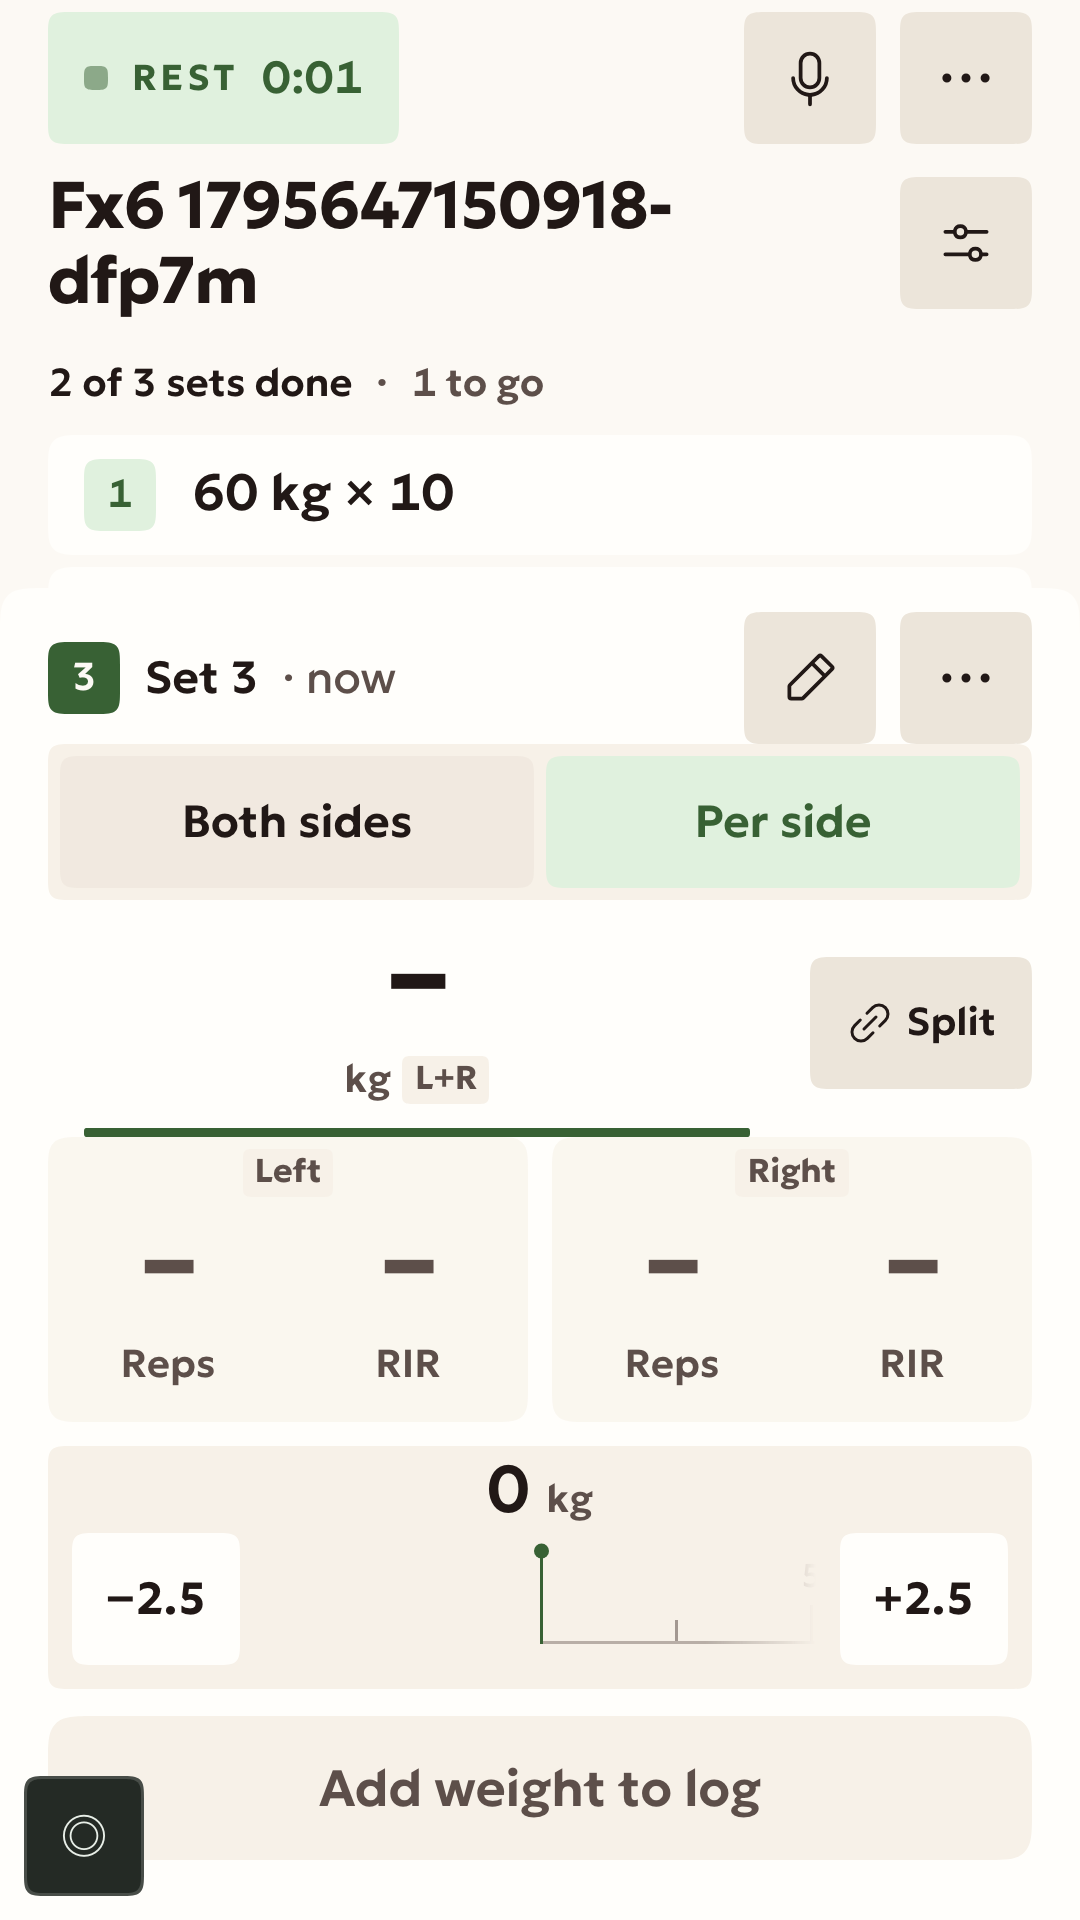 REST 0:01
Fx6 1795647150918-
dfp7m
2 of 3 sets done · 1 to go
1 60 kg × 10
3 Set 3 · now
Both sides Per side
–
Split
kg L+R
Left Right
– – – –
Reps RIR Reps RIR
0 kg
−2.5 +2.5
Add weight to log